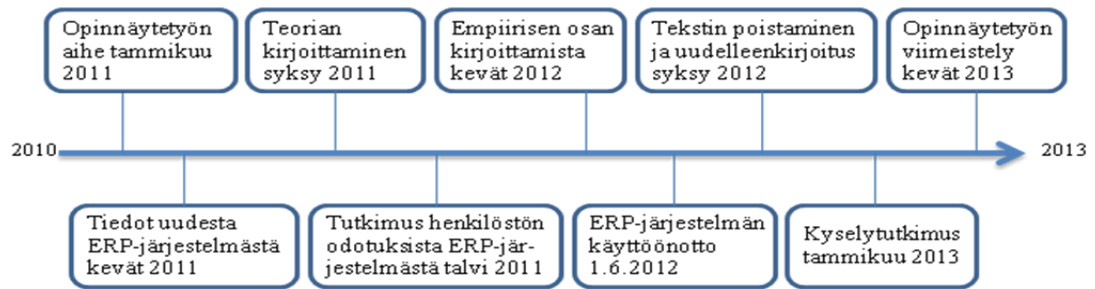 Opinnäytetyön
aihe tammikuu
2011
Teorian
kirjoittaminen
syksy 2011
Empiirisen osan
kirjoittamista
kevät 2012
Tekstin poistaminen
ja uudelleenkirjoitus
syksy 2012
Opinnäytetyön
viimeistely
kevät 2013
2010
2013
Tiedot uudesta
ERP-järjestelmästä
kevät 2011
Tutkimus henkilöstön
odotuksista ERP-jär-
jestelmästä talvi 2011
ERP-järjestelmän
käyttöönotto
1.6.2012
Kyselytutkimus
tammikuu 2013